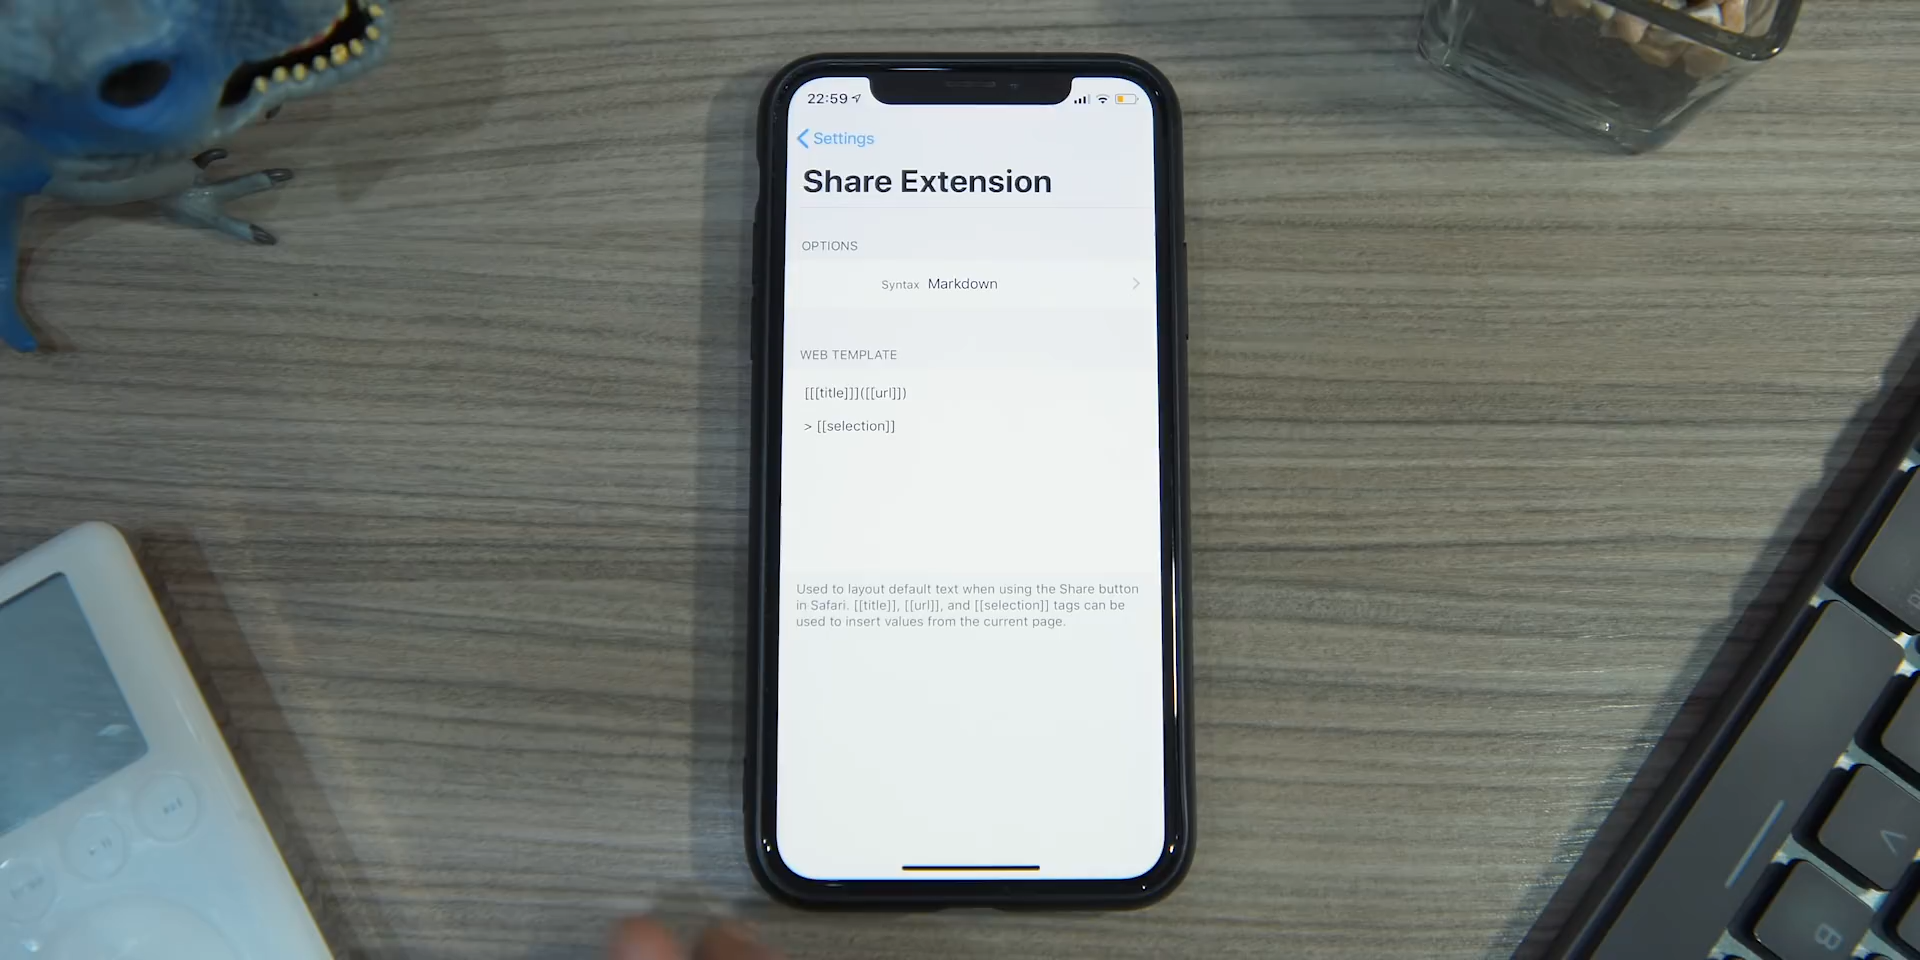 22:59
Settings
Share Extension
OPTIONS
Syntax Markdown
WEB TEMPLATE
[[[title]]]([[url]])
> [[selection]]
Used to layout default text when using the Share button
in Safari. [[title]], [[url]], and [[selection]] tags can be
used to insert values from the current page.
V
B